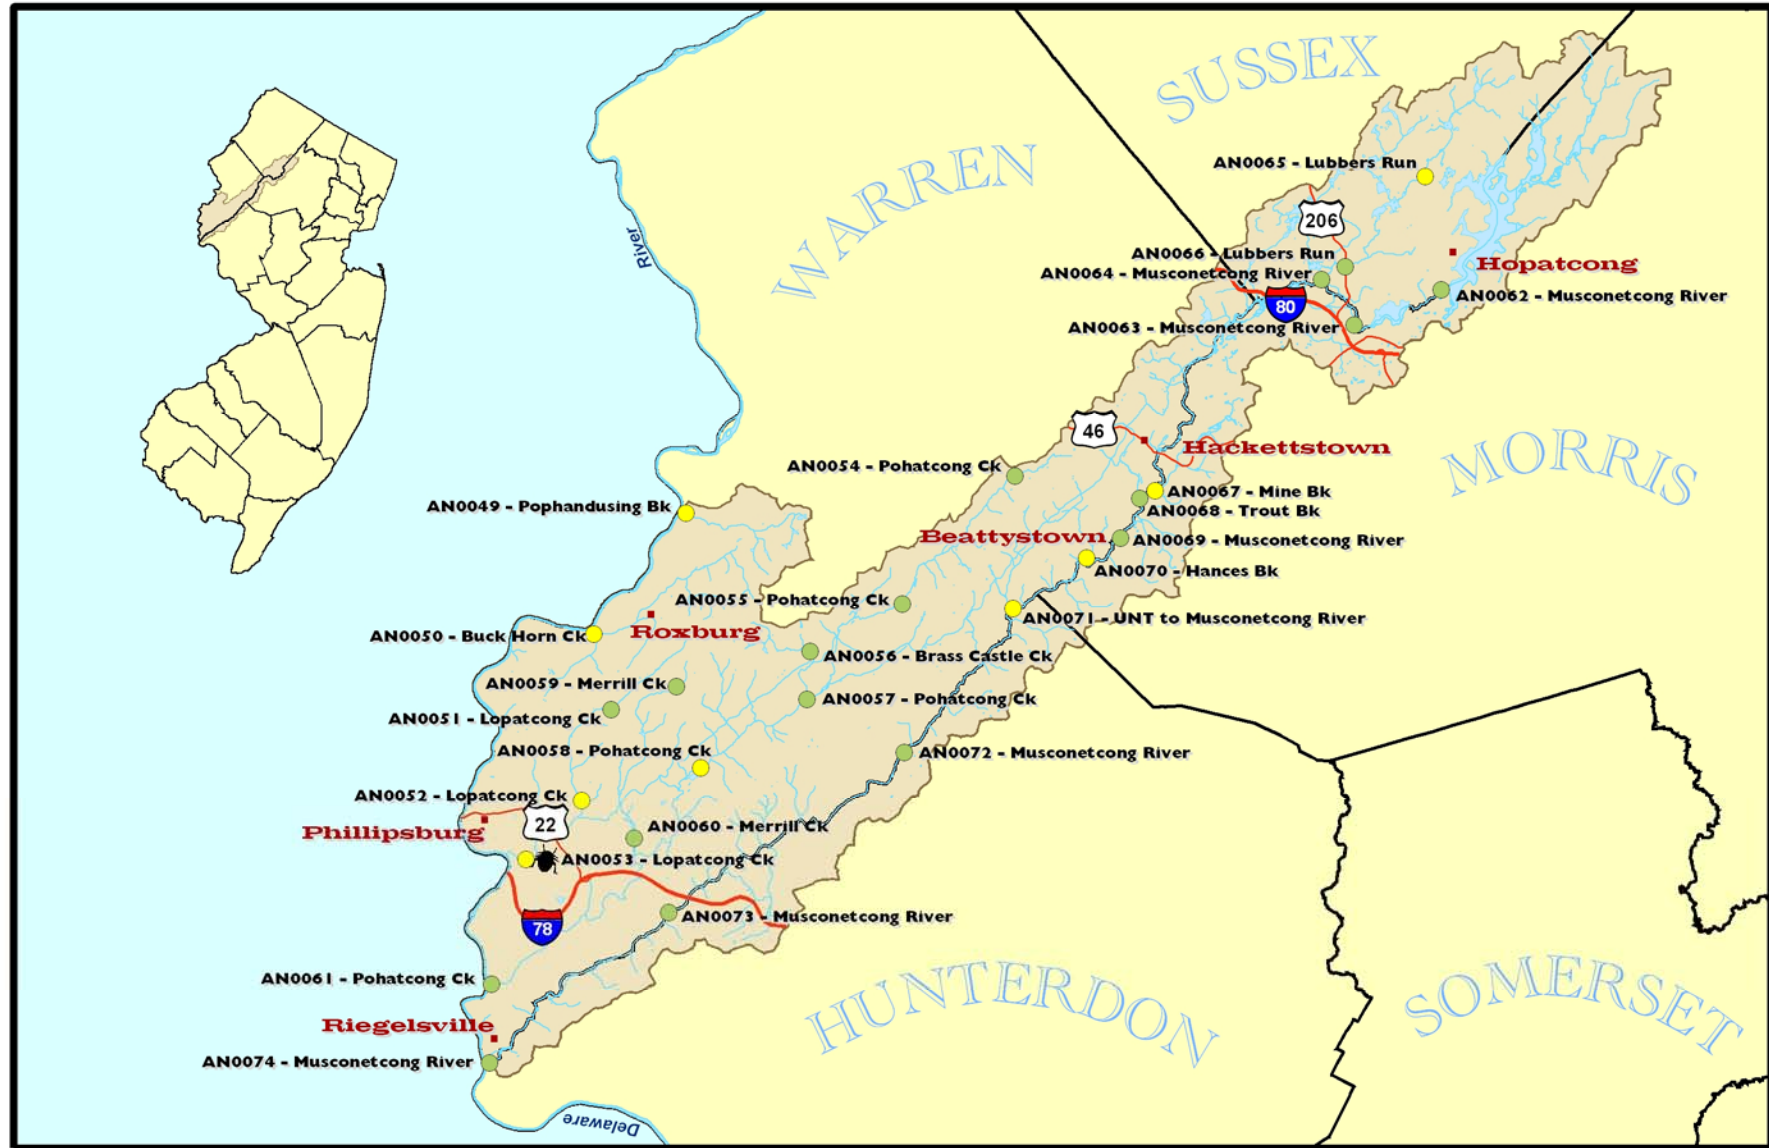 SUSSEX
WARREN
River
AN0065 - Lubbers Run
206
AN0066 - Lubbers Run
AN0064 - Musconetcong River
Hopatcong
AN0062 - Musconetcong River
80
AN0063 - Musconetcong River
46
Hackettstown
MORRIS
AN0054 - Pohatcong Ck
AN0067 - Mine Bk
AN0049 - Pophandusing Bk
AN0068 - Trout Bk
Beattystown
AN0069 - Musconetcong River
AN0070 - Hances Bk
AN0055 - Pohatcong Ck
AN0071 - UNT to Musconetcong River
AN0050 - Buck Horn Ck
Roxburg
AN0056 - Brass Castle Ck
AN0059 - Merrill Ck
AN0057 - Pohatcong Ck
AN0051 - Lopatcong Ck
AN0058 - Pohatcong Ck
AN0072 - Musconetcong River
AN0052 - Lopatcong Ck
22
Phillipsburg
AN0060 - Merrill Ck
AN0053 - Lopatcong Ck
AN0073 - Musconetcong River
78
AN0061 - Pohatcong Ck
HUNTERDON
SOMERSET
Riegelsville
AN0074 - Musconetcong River
Delaware